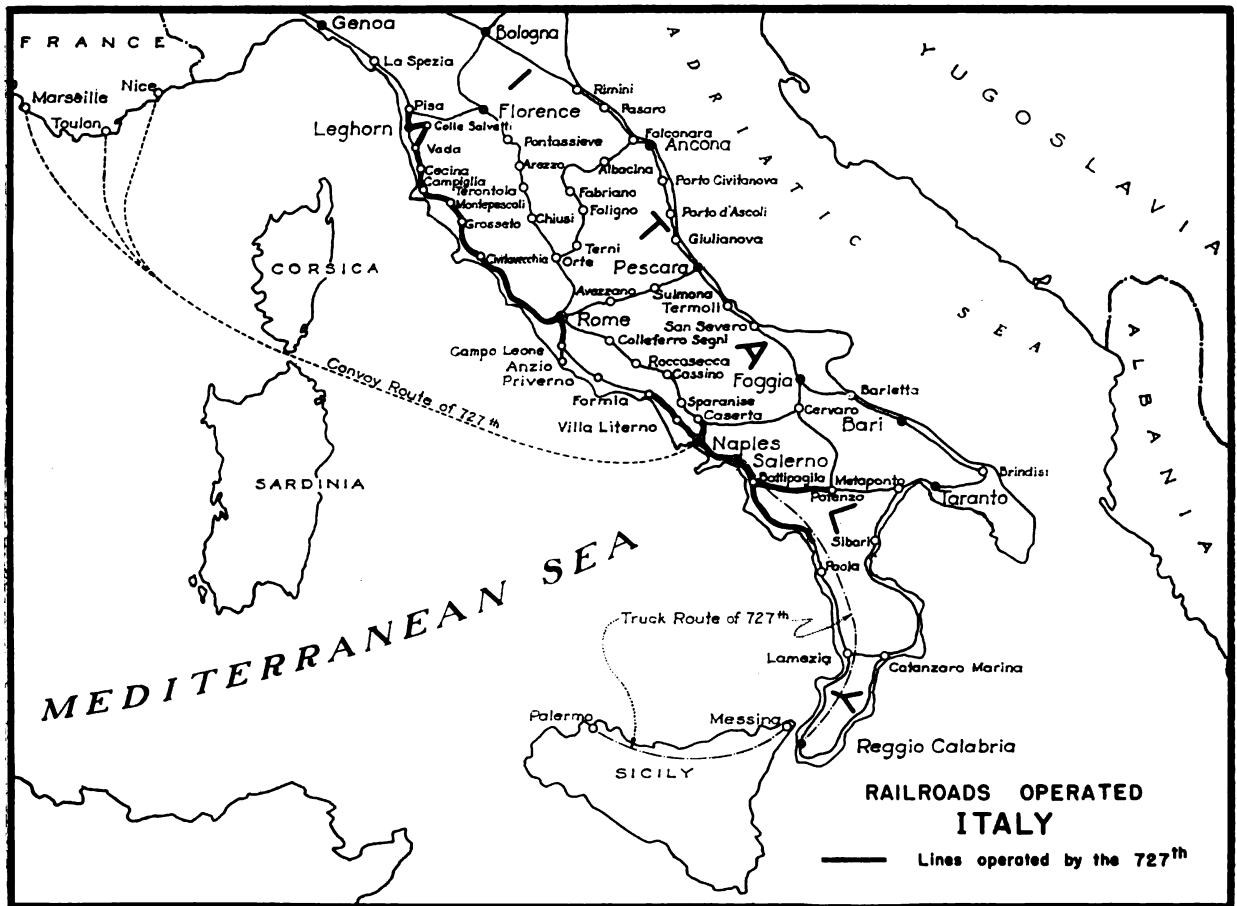 FRANCE
Genoa
Bologna
ADRIATIC SEA
YUGOSLAVIA
La Spezia
Nice
Marseille
Toulon
Rimini
Pasaro
Pisa
Florence
Leghorn
Colle Salvetti
Pontassieve
Falconara
Ancona
Vada
Arezzo
Albacina
Cecina
Campiglia
Terontola
Fabriano
Porto Civitanova
Montepescoli
Foligno
Grosseto
Chiusi
Porto d'Ascoli
Giulianova
Terni
Civitavecchia
Orte
Pescara
CORSICA
Avezzano
Sulmona
Termoli
Rome
San Severo
Colleferro Segni
ITALY
ALBANIA
Campo Leone
Anzio
Roccasecca
Cassino
Priverno
Foggia
Convoy Route of 727th
Formia
Sparanise
Barletta
Caserta
Cervaro
Villa Literno
Bari
Naples
Salerno
Brindisi
SARDINIA
Battipaglia
Metaponto
Potenzo
Taranto
Sibari
MEDITERRANEAN SEA
Paola
Truck Route of 727th
Lamezia
Catanzaro Marina
Palermo
Messina
Reggio Calabria
SICILY
RAILROADS OPERATED
ITALY
Lines operated by the 727th